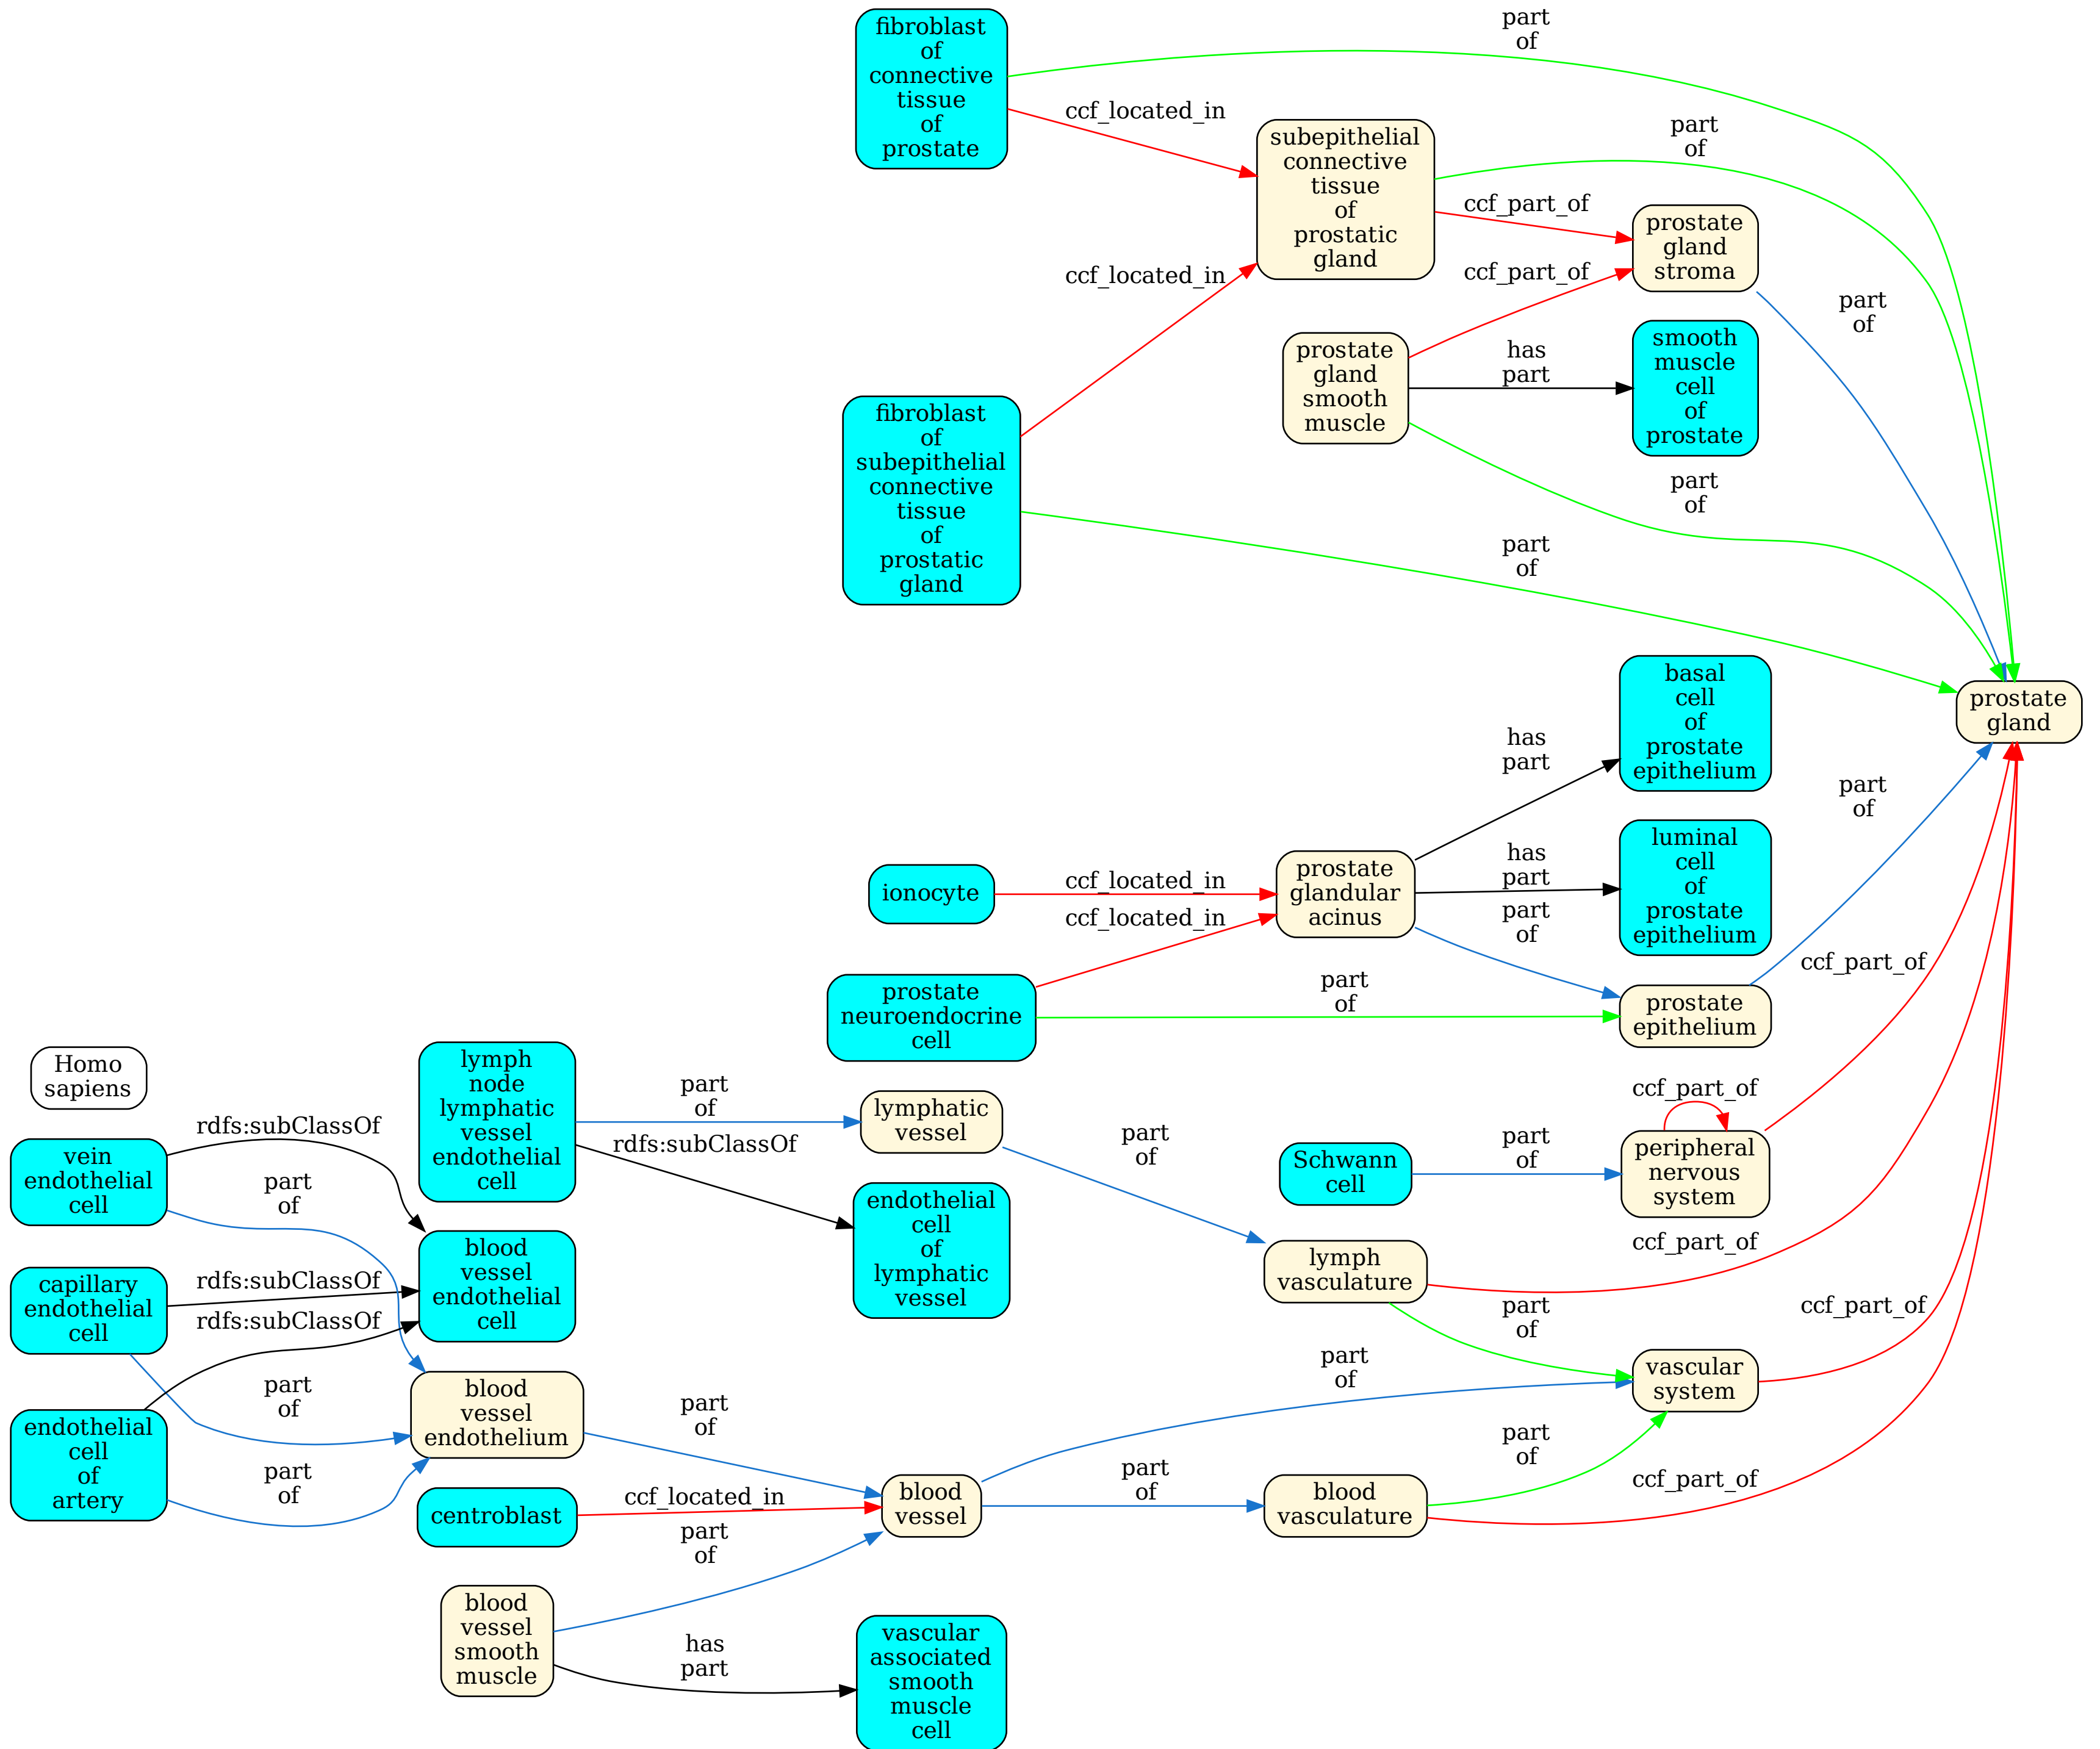 fibroblast
of
connective
tissue
of
prostate
part
of
ccf_located_in
subepithelial
connective
tissue
of
prostatic
gland
part
of
ccf_part_of
prostate
gland
stroma
part
of
ccf_located_in
ccf_part_of
prostate
gland
smooth
muscle
has
part
smooth
muscle
cell
of
prostate
part
of
fibroblast
of
subepithelial
connective
tissue
of
prostatic
gland
part
of
prostate
gland
basal
cell
of
prostate
epithelium
has
part
part
of
luminal
cell
of
prostate
epithelium
has
part
ionocyte
ccf_located_in
prostate
glandular
acinus
ccf_located_in
part
of
prostate
neuroendocrine
cell
part
of
prostate
epithelium
ccf_part_of
Homo
sapiens
lymph
node
lymphatic
vessel
endothelial
cell
part
of
lymphatic
vessel
rdfs:subClassOf
part
of
ccf_part_of
Schwann
cell
part
of
peripheral
nervous
system
vein
endothelial
cell
rdfs:subClassOf
part
of
endothelial
cell
of
lymphatic
vessel
blood
vessel
endothelial
cell
lymph
vasculature
ccf_part_of
capillary
endothelial
cell
rdfs:subClassOf
rdfs:subClassOf
part
of
ccf_part_of
part
of
vascular
system
part
of
blood
vessel
endothelium
part
of
endothelial
cell
of
artery
part
of
centroblast
ccf_located_in
blood
vessel
part
of
blood
vasculature
part
of
ccf_part_of
part
of
blood
vessel
smooth
muscle
has
part
vascular
associated
smooth
muscle
cell